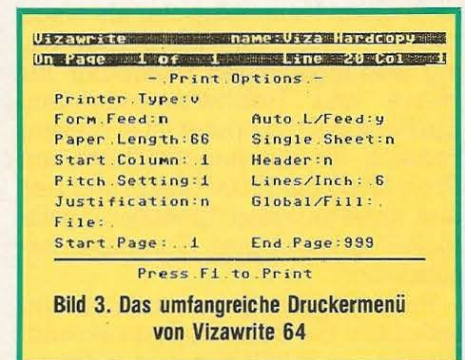 Vizawrite name:Viza Hardcopy
On Page 1 of 1 Line 20 Col 1
-.Print.Options.-
Printer.Type:v
Form.Feed:n Auto.L/Feed:y
Paper.Length:66 Single.Sheet:n
Start.Column:.1 Header:n
Pitch.Setting:1 Lines/Inch:.6
Justification:n Global/Fill:.
File:.
Start.Page:..1 End.Page:999
Press.F1.to.Print
Bild 3. Das umfangreiche Druckermenü
von Vizawrite 64